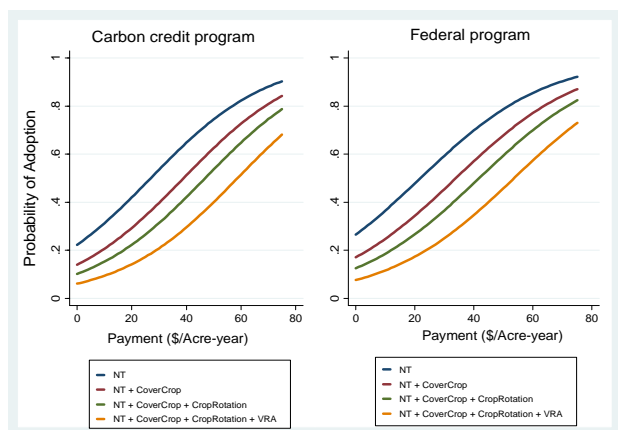 Carbon credit program
Federal program
Probability of Adoption
1
.8
.6
.4
.2
0
0 20 40 60 80
Payment ($/Acre-year)
1
.8
.6
.4
.2
0
0 20 40 60 80
Payment ($/Acre-year)
NT
NT + CoverCrop
NT + CoverCrop + CropRotation
NT + CoverCrop + CropRotation + VRA
NT
NT + CoverCrop
NT + CoverCrop + CropRotation
NT + CoverCrop + CropRotation + VRA